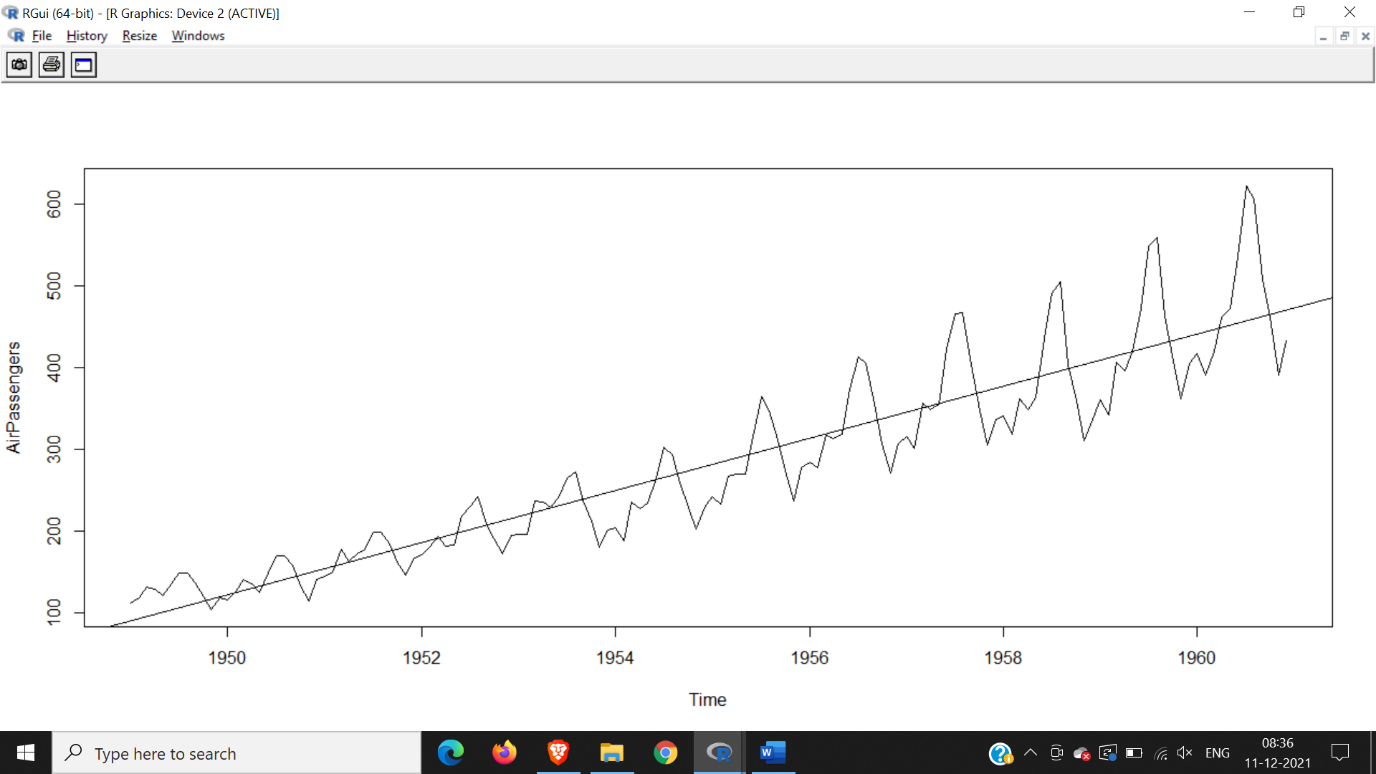 RGui (64-bit) - [R Graphics: Device 2 (ACTIVE)]
File History Resize Windows
600
500
400
300
200
100
AirPassengers
1950 1952 1954 1956 1958 1960
Time
Type here to search
W
ENG
08:36
11-12-2021